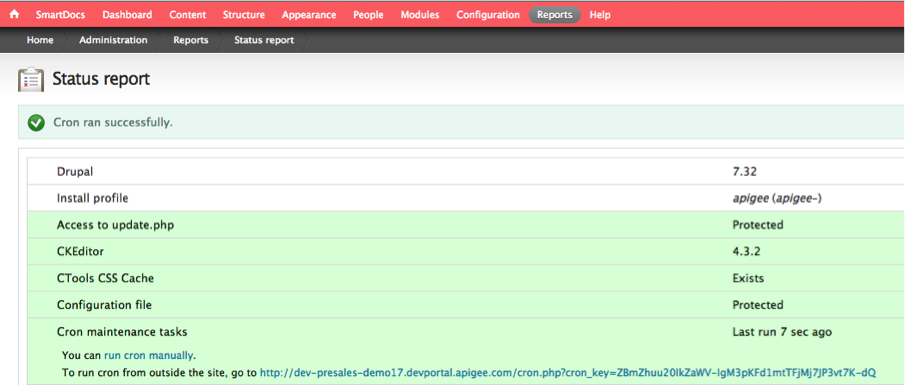 SmartDocs Dashboard Content Structure Appearance People Modules Configuration Reports Help
Home Administration Reports Status report
Status report
Cron ran successfully.
Drupal 7.32
Install profile apigee (apigee-)
Access to update.php Protected
CKEditor 4.3.2
CTools CSS Cache Exists
Configuration file Protected
Cron maintenance tasks Last run 7 sec ago
You can run cron manually.
To run cron from outside the site, go to http://dev-presales-demo17.devportal.apigee.com/cron.php?cron_key=ZBmZhuu20lkZaWV-lgM3pKFd1mtTFjMj7JP3vt7K-dQ